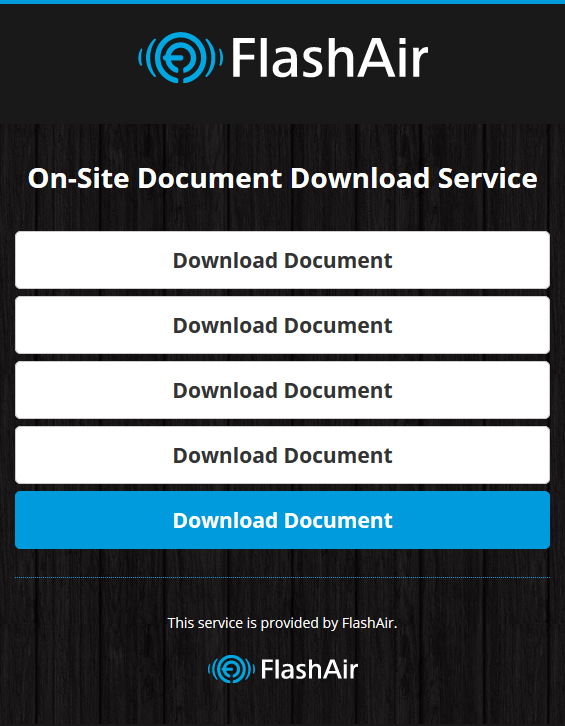 FlashAir
On-Site Document Download Service
Download Document
Download Document
Download Document
Download Document
Download Document
This service is provided by FlashAir.
FlashAir